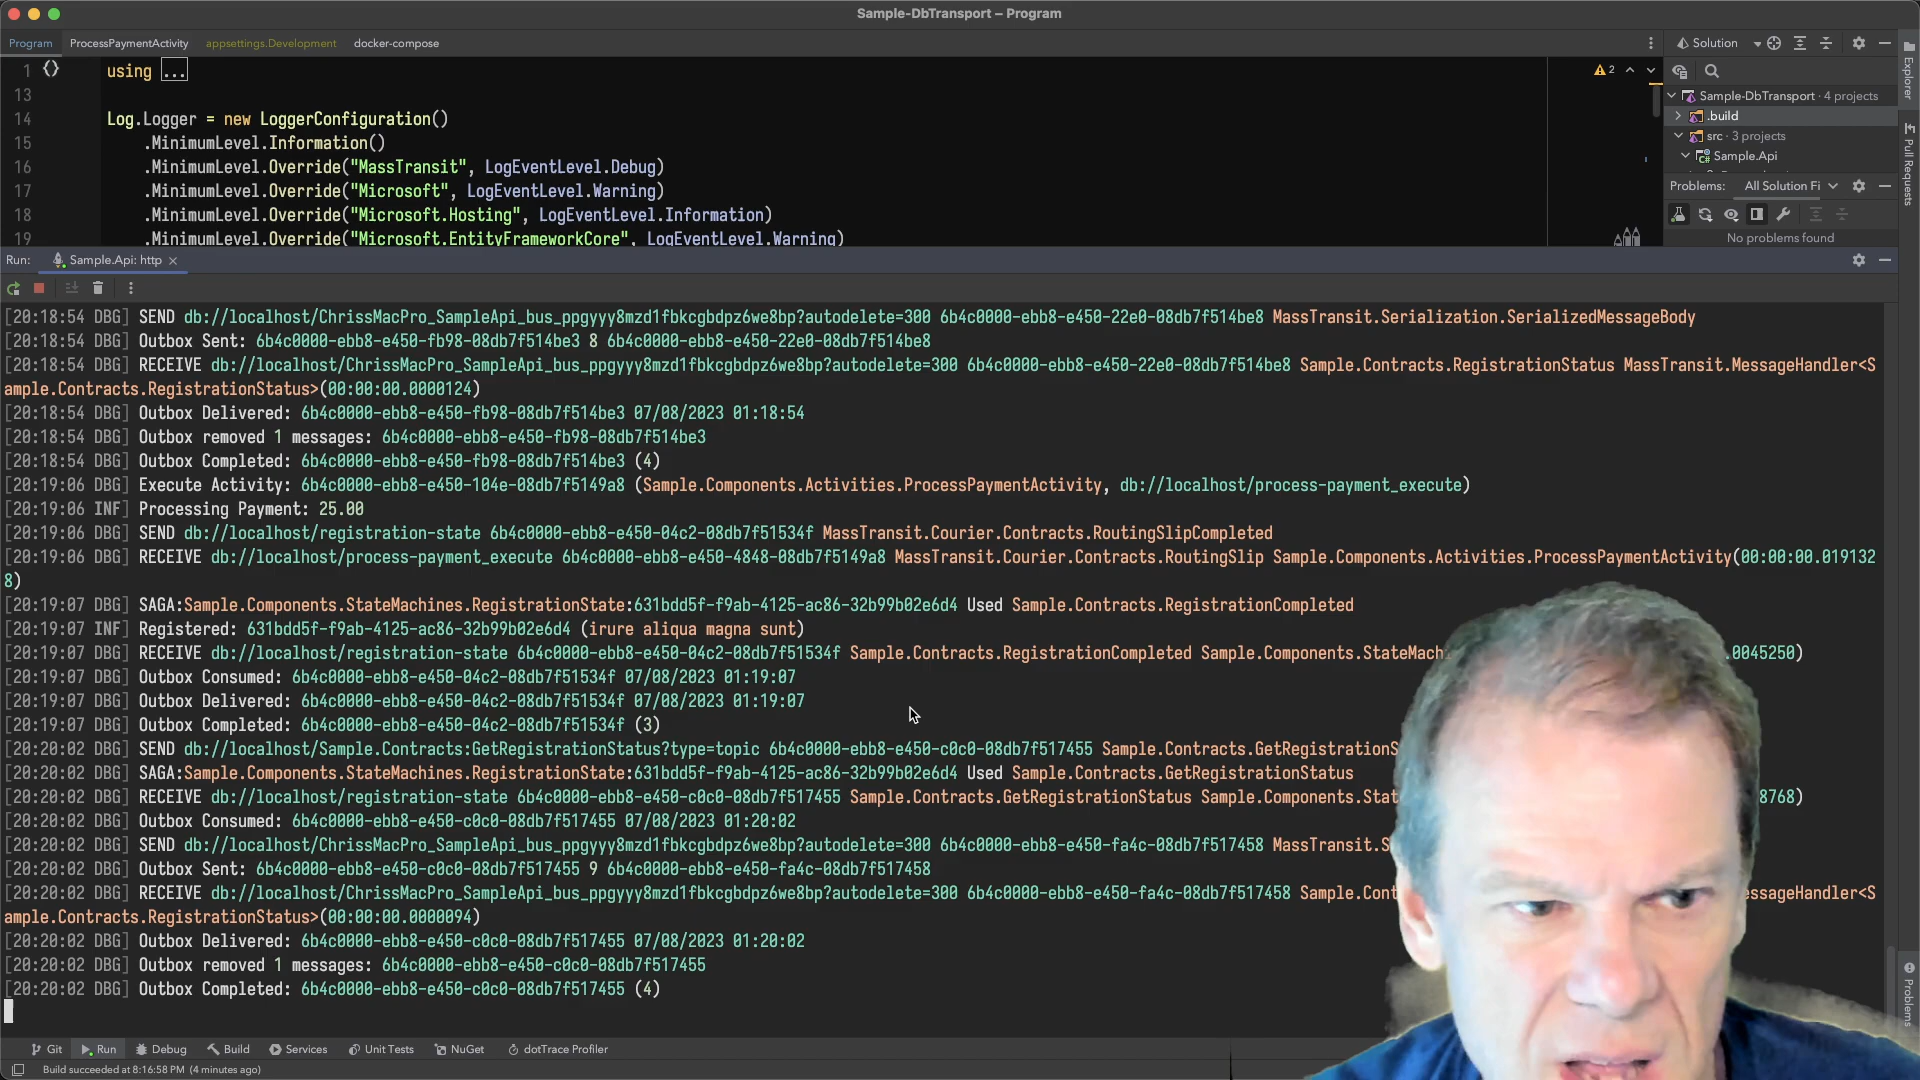 Sample-DbTransport – Program
Program ProcessPaymentActivity appsettings.Development docker-compose
Solution
1 using ...
13
14 Log.Logger = new LoggerConfiguration()
15 .MinimumLevel.Information()
16 .MinimumLevel.Override("MassTransit", LogEventLevel.Debug)
17 .MinimumLevel.Override("Microsoft", LogEventLevel.Warning)
18 .MinimumLevel.Override("Microsoft.Hosting", LogEventLevel.Information)
19 .MinimumLevel.Override("Microsoft.EntityFrameworkCore", LogEventLevel.Warning)
2
Sample-DbTransport · 4 projects
.build
src · 3 projects
Sample.Api
Problems: All Solution Fi
No problems found
Explorer
Pull Requests
Problems
Run: Sample.Api: http
[20:18:54 DBG] SEND db://localhost/ChrissMacPro_SampleApi_bus_ppgyyy8mzd1fbkcgbdpz6we8bp?autodelete=300 6b4c0000-ebb8-e450-22e0-08db7f514be8 MassTransit.Serialization.SerializedMessageBody
[20:18:54 DBG] Outbox Sent: 6b4c0000-ebb8-e450-fb98-08db7f514be3 8 6b4c0000-ebb8-e450-22e0-08db7f514be8
[20:18:54 DBG] RECEIVE db://localhost/ChrissMacPro_SampleApi_bus_ppgyyy8mzd1fbkcgbdpz6we8bp?autodelete=300 6b4c0000-ebb8-e450-22e0-08db7f514be8 Sample.Contracts.RegistrationStatus MassTransit.MessageHandler<S
ample.Contracts.RegistrationStatus>(00:00:00.0000124)
[20:18:54 DBG] Outbox Delivered: 6b4c0000-ebb8-e450-fb98-08db7f514be3 07/08/2023 01:18:54
[20:18:54 DBG] Outbox removed 1 messages: 6b4c0000-ebb8-e450-fb98-08db7f514be3
[20:18:54 DBG] Outbox Completed: 6b4c0000-ebb8-e450-fb98-08db7f514be3 (4)
[20:19:06 DBG] Execute Activity: 6b4c0000-ebb8-e450-104e-08db7f5149a8 (Sample.Components.Activities.ProcessPaymentActivity, db://localhost/process-payment_execute)
[20:19:06 INF] Processing Payment: 25.00
[20:19:06 DBG] SEND db://localhost/registration-state 6b4c0000-ebb8-e450-04c2-08db7f51534f MassTransit.Courier.Contracts.RoutingSlipCompleted
[20:19:06 DBG] RECEIVE db://localhost/process-payment_execute 6b4c0000-ebb8-e450-4848-08db7f5149a8 MassTransit.Courier.Contracts.RoutingSlip Sample.Components.Activities.ProcessPaymentActivity(00:00:00.019132
8)
[20:19:07 DBG] SAGA:Sample.Components.StateMachines.RegistrationState:631bdd5f-f9ab-4125-ac86-32b99b02e6d4 Used Sample.Contracts.RegistrationCompleted
[20:19:07 INF] Registered: 631bdd5f-f9ab-4125-ac86-32b99b02e6d4 (irure aliqua magna sunt)
[20:19:07 DBG] RECEIVE db://localhost/registration-state 6b4c0000-ebb8-e450-04c2-08db7f51534f Sample.Contracts.RegistrationCompleted Sample.Components.StateMach .0045250)
[20:19:07 DBG] Outbox Consumed: 6b4c0000-ebb8-e450-04c2-08db7f51534f 07/08/2023 01:19:07
[20:19:07 DBG] Outbox Delivered: 6b4c0000-ebb8-e450-04c2-08db7f51534f 07/08/2023 01:19:07
[20:19:07 DBG] Outbox Completed: 6b4c0000-ebb8-e450-04c2-08db7f51534f (3)
[20:20:02 DBG] SEND db://localhost/Sample.Contracts:GetRegistrationStatus?type=topic 6b4c0000-ebb8-e450-c0c0-08db7f517455 Sample.Contracts.GetRegistrationS
[20:20:02 DBG] SAGA:Sample.Components.StateMachines.RegistrationState:631bdd5f-f9ab-4125-ac86-32b99b02e6d4 Used Sample.Contracts.GetRegistrationStatus
[20:20:02 DBG] RECEIVE db://localhost/registration-state 6b4c0000-ebb8-e450-c0c0-08db7f517455 Sample.Contracts.GetRegistrationStatus Sample.Components.Stat 8768)
[20:20:02 DBG] Outbox Consumed: 6b4c0000-ebb8-e450-c0c0-08db7f517455 07/08/2023 01:20:02
[20:20:02 DBG] SEND db://localhost/ChrissMacPro_SampleApi_bus_ppgyyy8mzd1fbkcgbdpz6we8bp?autodelete=300 6b4c0000-ebb8-e450-fa4c-08db7f517458 MassTransit.S
[20:20:02 DBG] Outbox Sent: 6b4c0000-ebb8-e450-c0c0-08db7f517455 9 6b4c0000-ebb8-e450-fa4c-08db7f517458
[20:20:02 DBG] RECEIVE db://localhost/ChrissMacPro_SampleApi_bus_ppgyyy8mzd1fbkcgbdpz6we8bp?autodelete=300 6b4c0000-ebb8-e450-fa4c-08db7f517458 Sample.Cont essageHandler<S
ample.Contracts.RegistrationStatus>(00:00:00.0000094)
[20:20:02 DBG] Outbox Delivered: 6b4c0000-ebb8-e450-c0c0-08db7f517455 07/08/2023 01:20:02
[20:20:02 DBG] Outbox removed 1 messages: 6b4c0000-ebb8-e450-c0c0-08db7f517455
[20:20:02 DBG] Outbox Completed: 6b4c0000-ebb8-e450-c0c0-08db7f517455 (4)
Git Run Debug Build Services Unit Tests NuGet dotTrace Profiler
Build succeeded at 8:16:58 PM (4 minutes ago)